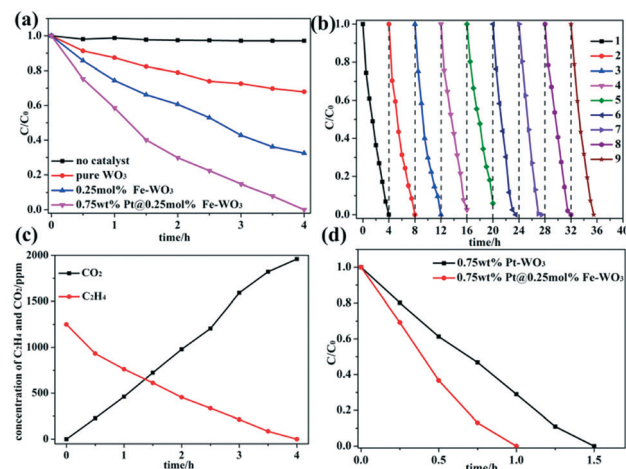 (a)
C/C₀
1.0
0.8
0.6
0.4
0.2
0.0
no catalyst
pure WO₃
0.25mol% Fe-WO₃
0.75wt% Pt@0.25mol% Fe-WO₃
0 1 2 3 4
time/h
(b)
C/C₀
1.0
0.8
0.6
0.4
0.2
0.0
1
2
3
4
5
6
7
8
9
0 4 8 12 16 20 24 28 32 36 40
time/h
(c)
concentration of C₂H₄ and CO₂/ppm
2000
1500
1000
500
0
CO₂
C₂H₄
0 1 2 3 4
time/h
(d)
C/C₀
1.0
0.8
0.6
0.4
0.2
0.0
0.75wt% Pt-WO₃
0.75wt% Pt@0.25mol% Fe-WO₃
0.0 0.5 1.0 1.5
time/h